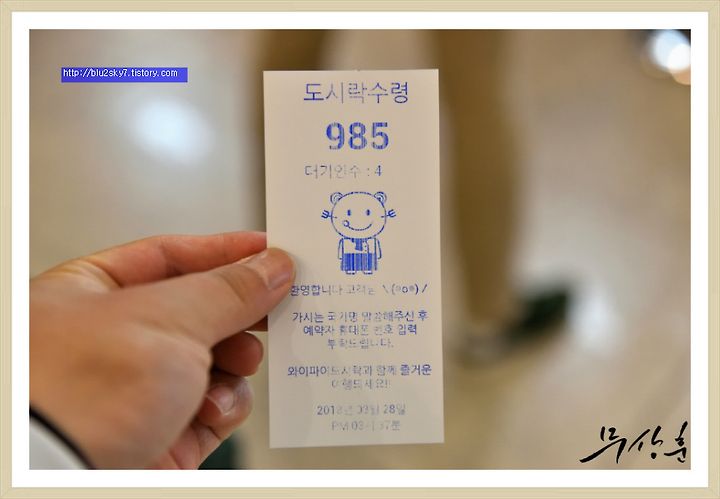 http://blu2sky7.tistory.com
도시락수령
985
대기인수 : 4
환영합니다 고객님 \(^o^)/
가시는 국가명 말씀해주신 후
예약자 휴대폰 번호 입력
부탁드립니다.
와이파이도시락과 함께 즐거운
여행되세요!!
2018년 03월 28일
PM 03시 37분
무상훈